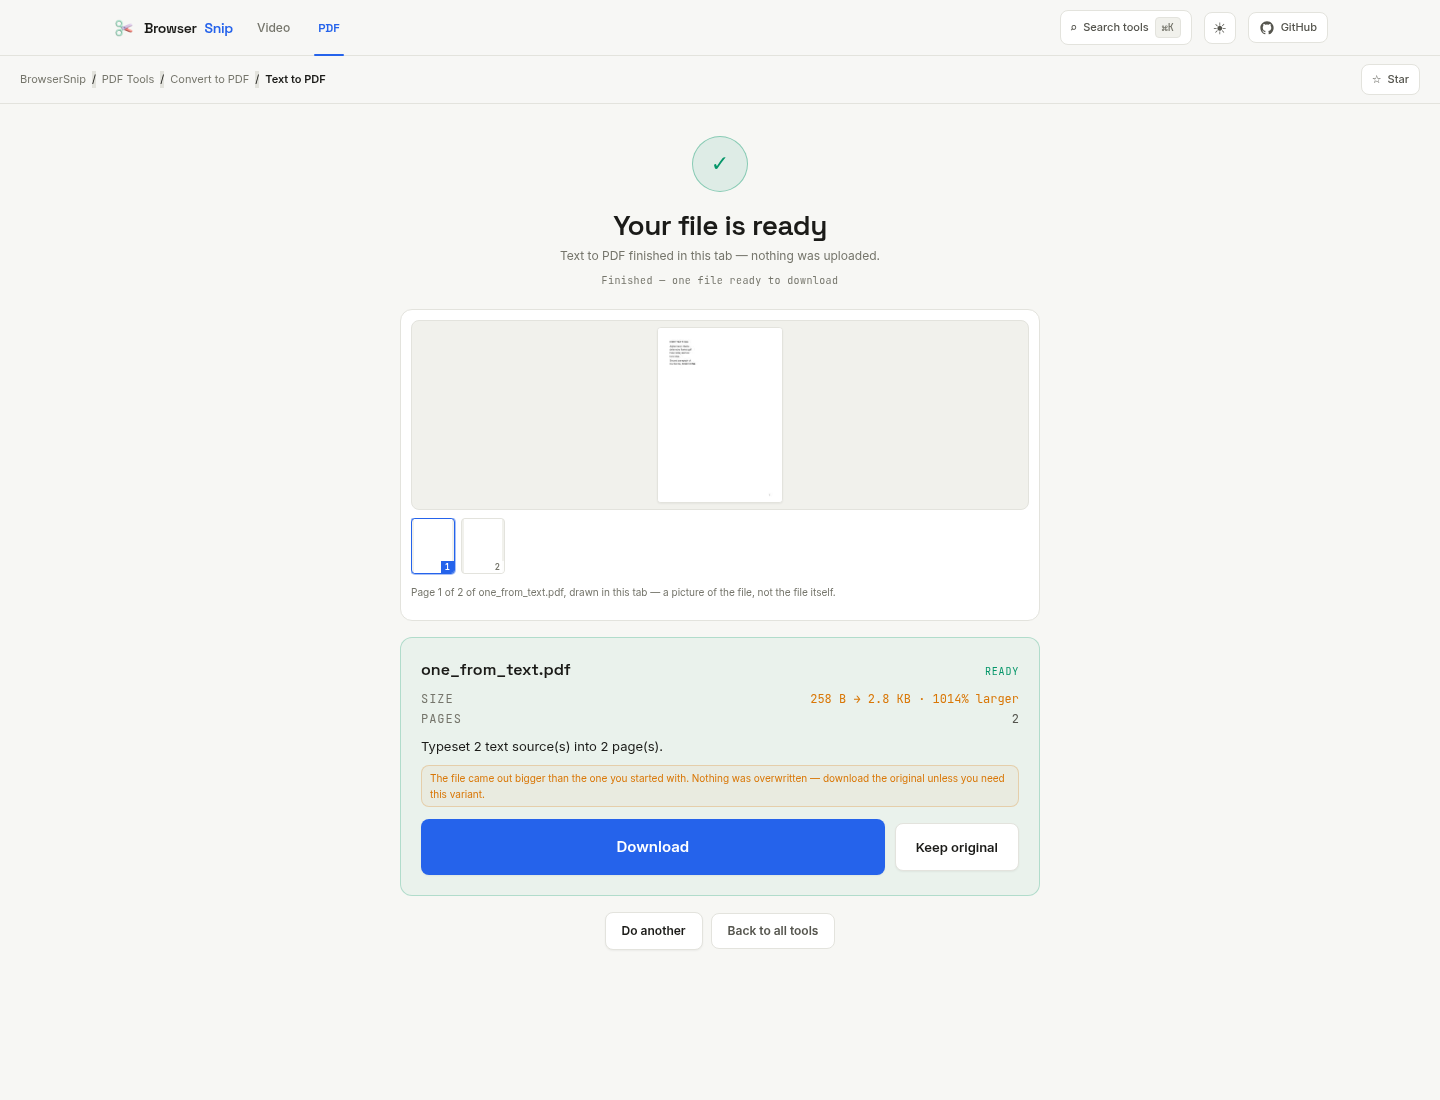 Browser Snip Video PDF Search tools ⌘K GitHub
BrowserSnip / PDF Tools / Convert to PDF / Text to PDF ☆ Star
✓
Your file is ready
Text to PDF finished in this tab — nothing was uploaded.
Finished — one file ready to download
1 2
Page 1 of 2 of one_from_text.pdf, drawn in this tab — a picture of the file, not the file itself.
one_from_text.pdf READY
SIZE 258 B → 2.8 KB · 1014% larger
PAGES 2
Typeset 2 text source(s) into 2 page(s).
The file came out bigger than the one you started with. Nothing was overwritten — download the original unless you need
this variant.
Download Keep original
Do another Back to all tools